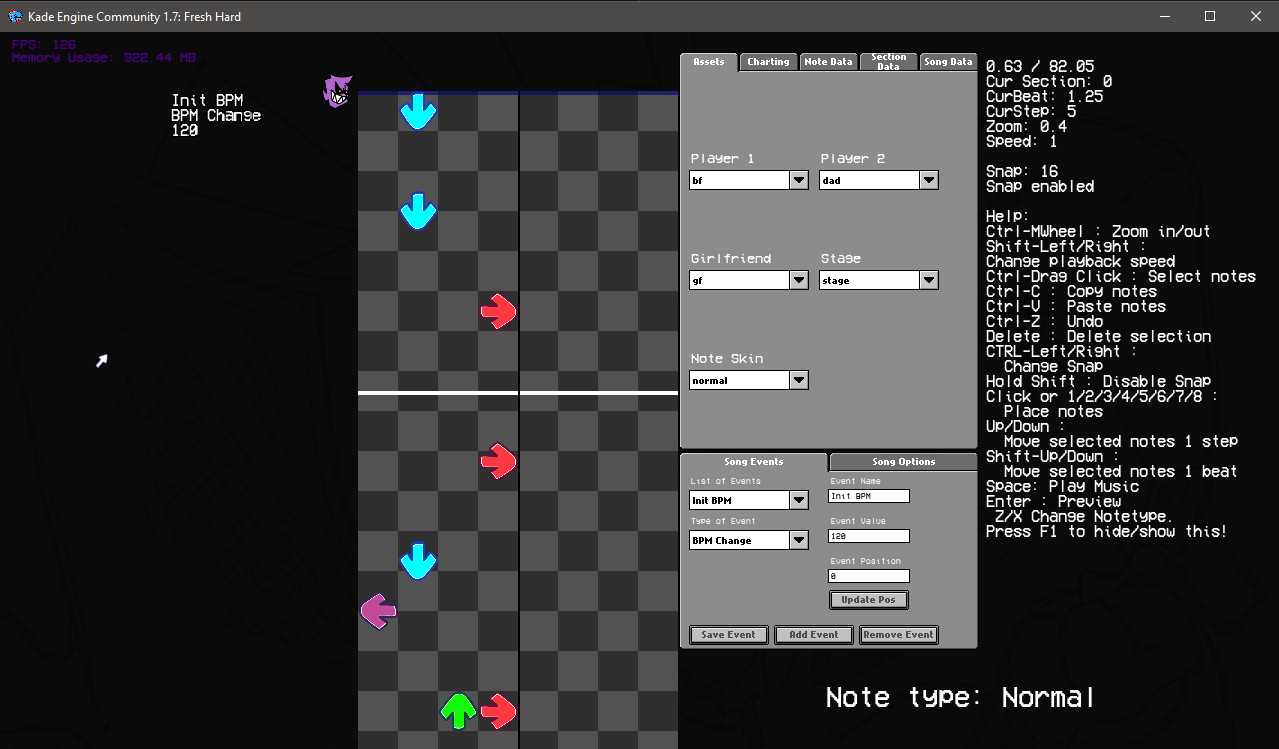 Kade Engine Community 1.7: Fresh Hard
FPS: 126
Memory Usage: 922.44 MB
Init BPM
BPM Change
120
Assets
Charting
Note Data
Section Data
Song Data
Player 1
Player 2
bf
dad
Girlfriend
Stage
gf
stage
Note Skin
normal
Song Events
Song Options
List of Events
Event Name
Init BPM
Init BPM
Type of Event
Event Value
BPM Change
120
Event Position
0
Update Pos
Save Event
Add Event
Remove Event
0.63 / 82.05
Cur Section: 0
CurBeat: 1.25
CurStep: 5
Zoom: 0.4
Speed: 1
Snap: 16
Snap enabled
Help:
Ctrl-MWheel : Zoom in/out
Shift-Left/Right :
Change playback speed
Ctrl-Drag Click : Select notes
Ctrl-C : Copy notes
Ctrl-V : Paste notes
Ctrl-Z : Undo
Delete : Delete selection
CTRL-Left/Right :
Change Snap
Hold Shift : Disable Snap
Click or 1/2/3/4/5/6/7/8 :
Place notes
Up/Down :
Move selected notes 1 step
Shift-Up/Down :
Move selected notes 1 beat
Space: Play Music
Enter : Preview
Z/X Change Notetype.
Press F1 to hide/show this!
Note type: Normal